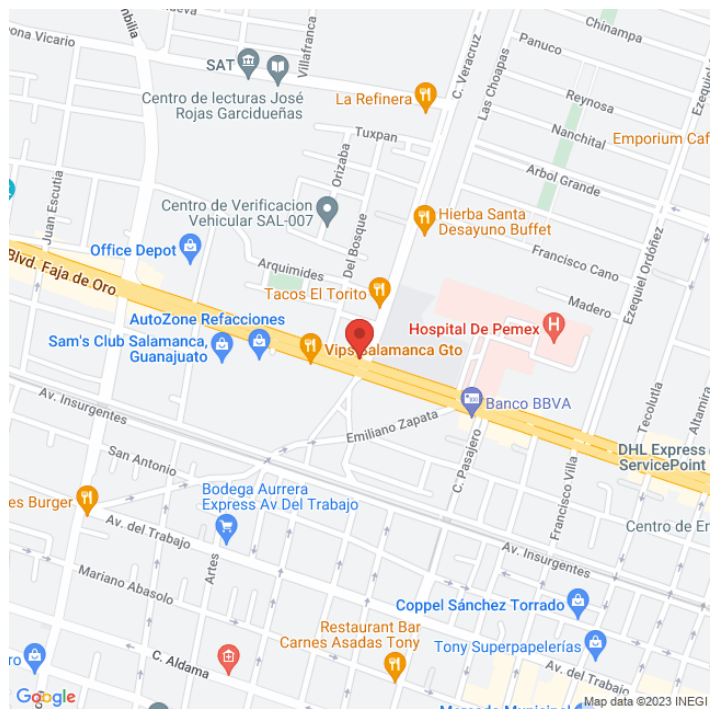 Chinampa
mbilia
ona Vicario
Villafranca
Panuco
SAT
C. Veracruz
Las Choapas
Ezequiel
Centro de lecturas José
Rojas Garcidueñas
La Refinera
Reynosa
Tuxpan
Nanchital
Emporium Caf
Orizaba
Arbol Grande
Juan Escutia
Centro de Verificacion
Vehicular SAL-007
Hierba Santa
Desayuno Buffet
Del Bosque
Office Depot
Francisco Cano
Ezequiel Ordóñez
Blvd. Faja de Oro
Arquimides
Tacos El Torito
Madero
AutoZone Refacciones
Hospital De Pemex
H
Sam's Club Salamanca,
Guanajuato
Vips Salamanca Gto
Av. Insurgentes
Banco BBVA
Tecolutla
Altamira
Emiliano Zapata
San Antonio
C. Pasajero
Francisco Villa
DHL Express
ServicePoint
Bodega Aurrera
Express Av Del Trabajo
es Burger
Av. del Trabajo
Centro de En
Av. Insurgentes
Artes
Mariano Abasolo
Coppel Sánchez Torrado
Restaurant Bar
Carnes Asadas Tony
Tony Superpapelerías
C. Aldama
ro
Av. del Trabajo
Google
Mercado Municipal
Map data ©2023 INEGI